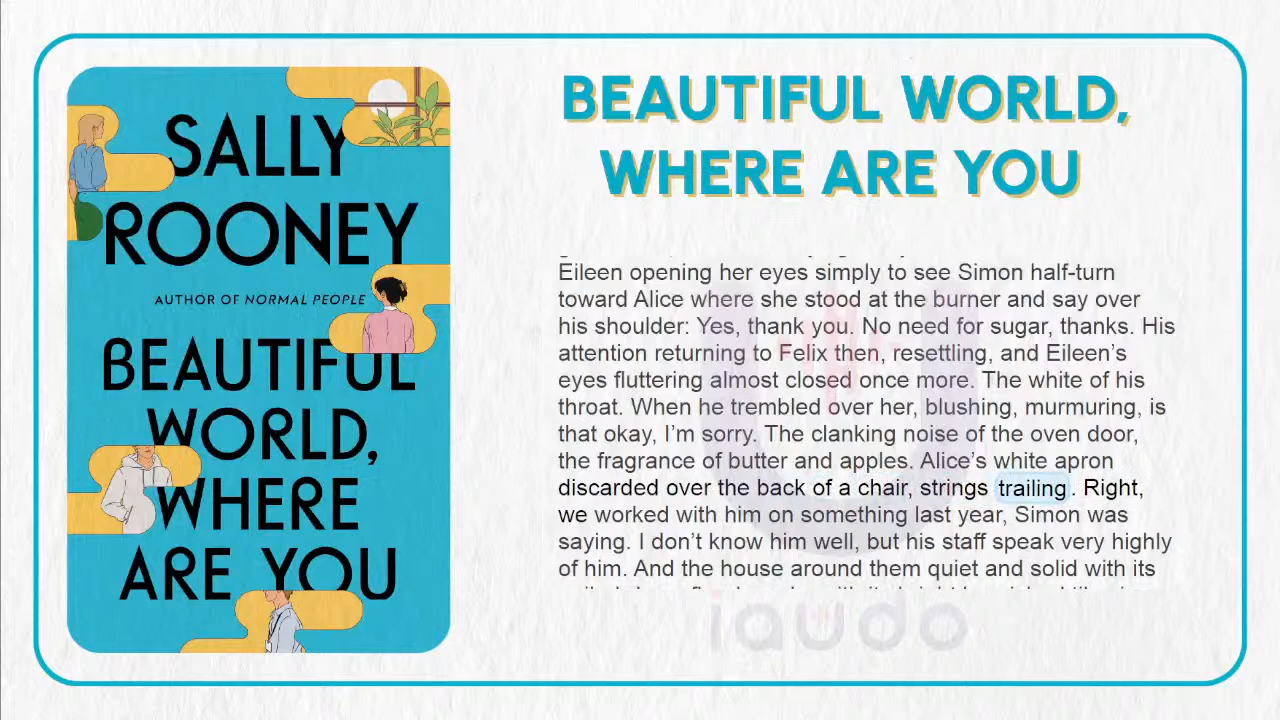 SALLY
ROONEY
AUTHOR OF NORMAL PEOPLE
BEAUTIFUL
WORLD,
WHERE
ARE YOU
BEAUTIFUL WORLD,
WHERE ARE YOU
Eileen opening her eyes simply to see Simon half-turn
toward Alice where she stood at the burner and say over
his shoulder: Yes, thank you. No need for sugar, thanks. His
attention returning to Felix then, resettling, and Eileen’s
eyes fluttering almost closed once more. The white of his
throat. When he trembled over her, blushing, murmuring, is
that okay, I’m sorry. The clanking noise of the oven door,
the fragrance of butter and apples. Alice’s white apron
discarded over the back of a chair, strings trailing. Right,
we worked with him on something last year, Simon was
saying. I don’t know him well, but his staff speak very highly
of him. And the house around them quiet and solid with its
iaudo